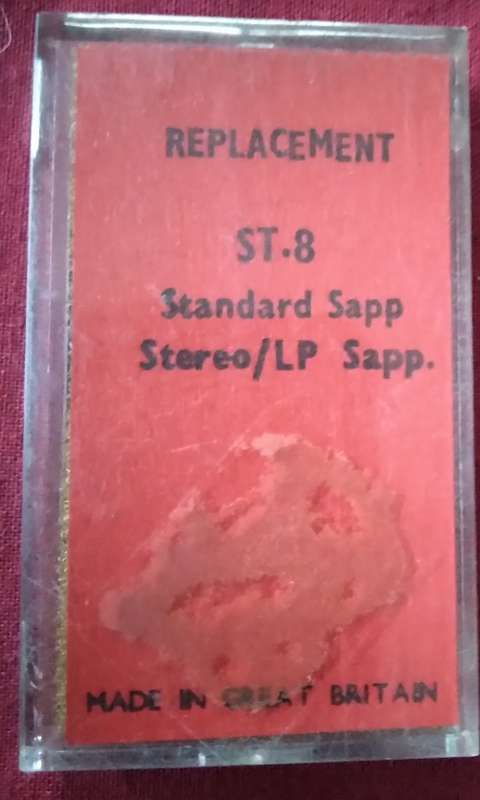 REPLACEMENT
ST.8
Standard Sapp
Stereo/LP Sapp.
MADE IN GREAT BRITAIN